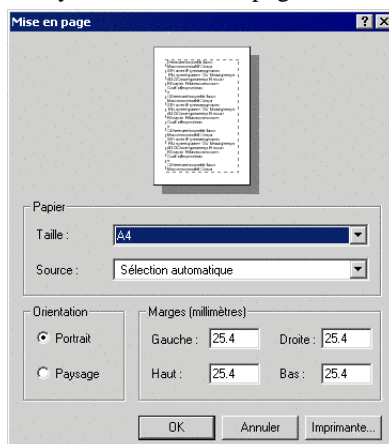 Mise en page
Papier
Taille :
A4
Source :
Sélection automatique
Orientation
Portrait
Paysage
Marges (millimètres)
Gauche : 25.4 Droite : 25.4
Haut : 25.4 Bas : 25.4
OK Annuler Imprimante...